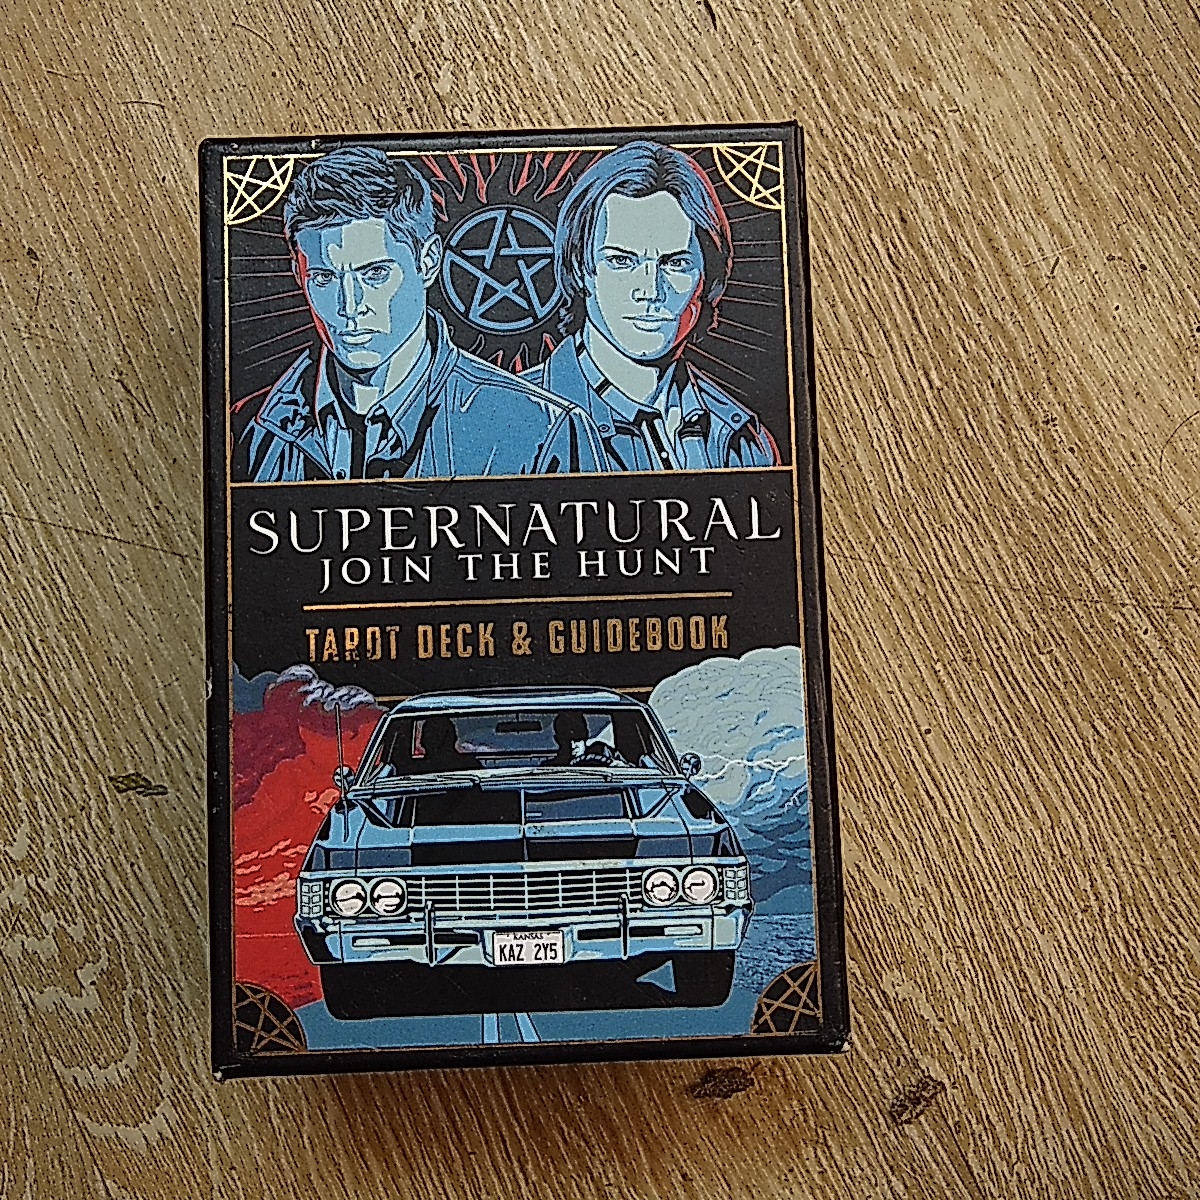 SUPERNATURAL
JOIN THE HUNT
TAROT DECK & GUIDEBOOK
KANSAS
KAZ 2Y5